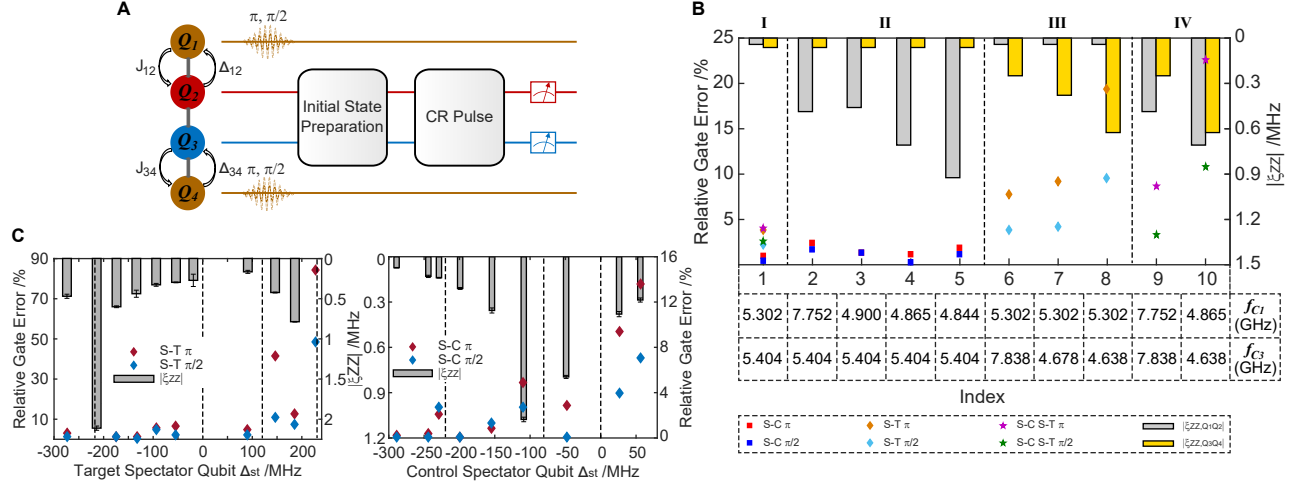 A
π, π/2
Q1
J12
Δ12
Q2
Initial State
Preparation
CR Pulse
Q3
J34
Δ34
π, π/2
Q4
B
I
II
III
IV
Relative Gate Error /%
25
20
15
10
5
0
0.3
0.6
0.9
1.2
1.5
|ξZZ| /MHz
1 2 3 4 5 6 7 8 9 10
5.302 7.752 4.900 4.865 4.844 5.302 5.302 5.302 7.752 4.865 fC1
(GHz)
5.404 5.404 5.404 5.404 5.404 7.838 4.678 4.638 7.838 4.638 fC3
(GHz)
Index
S-C π
S-T π
S-C S-T π
|ξZZ,Q1Q2|
S-C π/2
S-T π/2
S-C S-T π/2
|ξZZ,Q3Q4|
C
Relative Gate Error /%
90
70
50
30
10
0
0.5
1
1.5
2
|ξZZ| /MHz
S-T π
S-T π/2
|ξZZ|
-300 -200 -100 0 100 200
Target Spectator Qubit Δst /MHz
0
0.3
0.6
0.9
1.2
16
12
8
4
0
Relative Gate Error /%
S-C π
S-C π/2
|ξZZ|
-300 -250 -200 -150 -100 -50 0 50
Control Spectator Qubit Δst /MHz